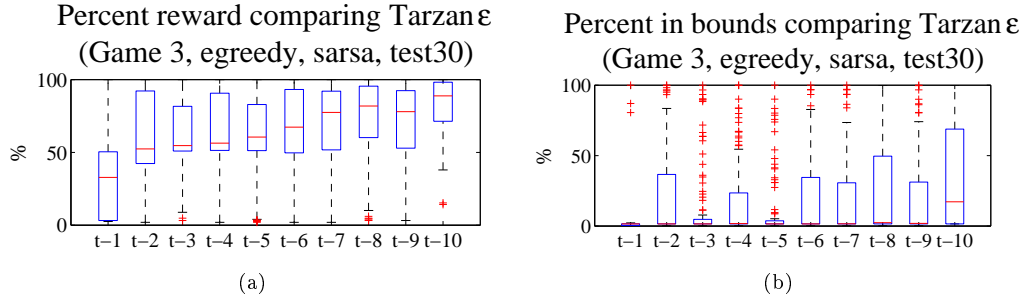 Percent reward comparing Tarzan ε
(Game 3, egreedy, sarsa, test30)
100
50
0
%
t−1 t−2 t−3 t−4 t−5 t−6 t−7 t−8 t−9 t−10
(a)
Percent in bounds comparing Tarzan ε
(Game 3, egreedy, sarsa, test30)
100
50
0
%
t−1 t−2 t−3 t−4 t−5 t−6 t−7 t−8 t−9 t−10
(b)